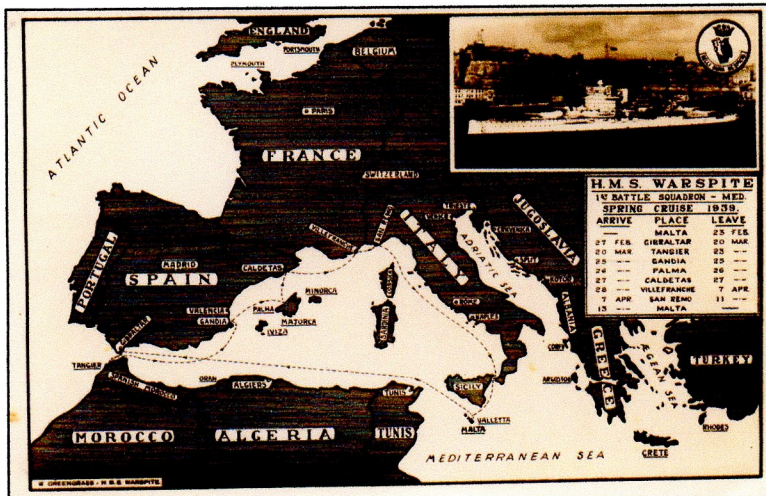 ENGLAND
PORTSMOUTH
PLYMOUTH
BELGIUM
ATLANTIC OCEAN
PARIS
FRANCE
SWITZERLAND
H.M.S. WARSPITE
1ST BATTLE SQUADRON - MED.
SPRING CRUISE 1939.
ARRIVE PLACE LEAVE
— MALTA 23 FEB.
27 FEB. GIBRALTAR 20 MAR.
20 MAR TANGIER 23 --
25 -- GANDIA 25 --
26 -- PALMA 26 --
27 -- CALDETAS 27 --
28 -- VILLEFRANCHE 7 APR.
7 APR. SAN REMO 11 --
13 -- MALTA
TRIESTE
VENICE
JUGOSLAVIA
ITALY
ADRIATIC SEA
SPLIT
KOTOR
VILLEFRANCHE
SAN REMO
PORTUGAL
MADRID
SPAIN
CALDETAS
CORSICA
MINORCA
VALENCIA
GANDIA
PALMA
MAJORCA
IVIZA
SARDINIA
ROME
NAPLES
ALBANIA
CORFU
GREECE
AEGEAN SEA
TURKEY
GIBRALTAR
TANGIER
SPANISH MOROCCO
ORAN
ALGIERS
TUNIS
SICILY
VALLETTA
MALTA
RHODES
CRETE
MOROCCO
ALGERIA
TUNIS
MEDITERRANEAN SEA
GREENGRASS - H.M.S. WARSPITE